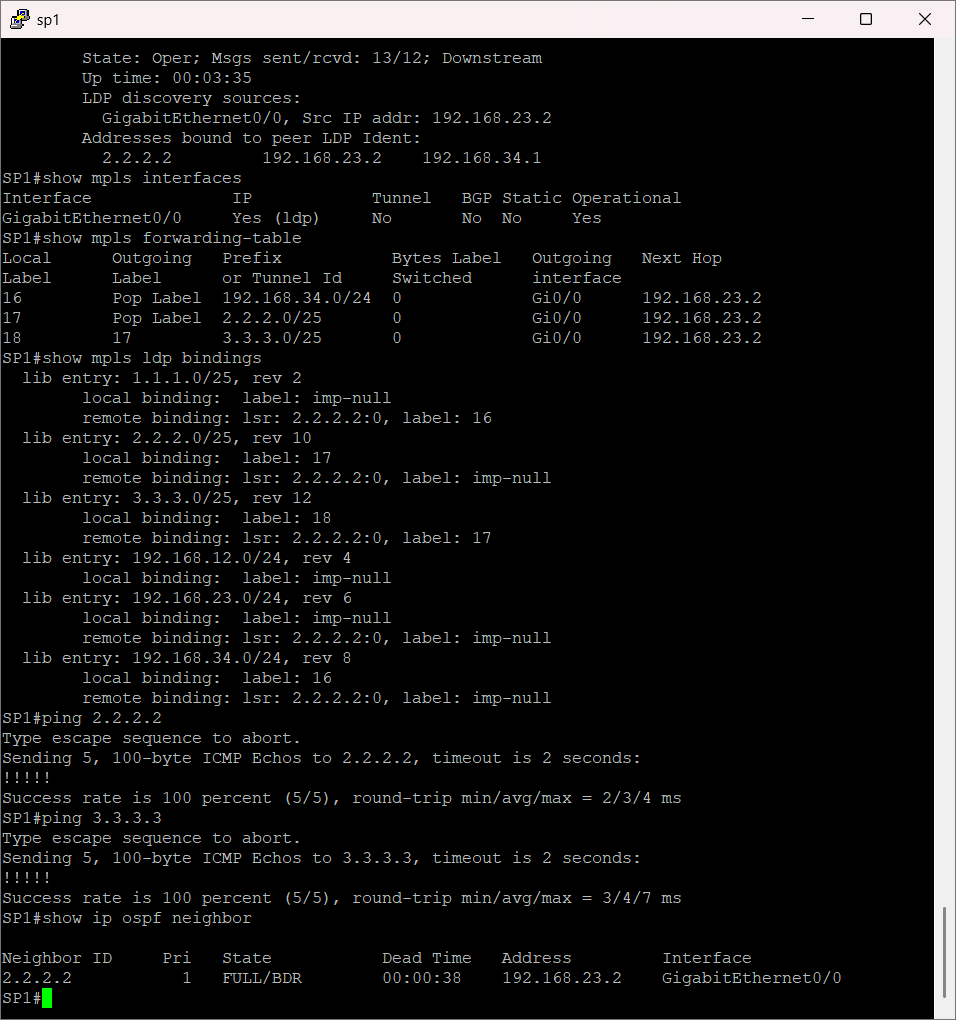 sp1
State: Oper; Msgs sent/rcvd: 13/12; Downstream
Up time: 00:03:35
LDP discovery sources:
GigabitEthernet0/0, Src IP addr: 192.168.23.2
Addresses bound to peer LDP Ident:
2.2.2.2 192.168.23.2 192.168.34.1
SP1#show mpls interfaces
Interface IP Tunnel BGP Static Operational
GigabitEthernet0/0 Yes (ldp) No No No Yes
SP1#show mpls forwarding-table
Local Outgoing Prefix Bytes Label Outgoing Next Hop
Label Label or Tunnel Id Switched interface
16 Pop Label 192.168.34.0/24 0 Gi0/0 192.168.23.2
17 Pop Label 2.2.2.0/25 0 Gi0/0 192.168.23.2
18 17 3.3.3.0/25 0 Gi0/0 192.168.23.2
SP1#show mpls ldp bindings
lib entry: 1.1.1.0/25, rev 2
local binding: label: imp-null
remote binding: lsr: 2.2.2.2:0, label: 16
lib entry: 2.2.2.0/25, rev 10
local binding: label: 17
remote binding: lsr: 2.2.2.2:0, label: imp-null
lib entry: 3.3.3.0/25, rev 12
local binding: label: 18
remote binding: lsr: 2.2.2.2:0, label: 17
lib entry: 192.168.12.0/24, rev 4
local binding: label: imp-null
lib entry: 192.168.23.0/24, rev 6
local binding: label: imp-null
remote binding: lsr: 2.2.2.2:0, label: imp-null
lib entry: 192.168.34.0/24, rev 8
local binding: label: 16
remote binding: lsr: 2.2.2.2:0, label: imp-null
SP1#ping 2.2.2.2
Type escape sequence to abort.
Sending 5, 100-byte ICMP Echos to 2.2.2.2, timeout is 2 seconds:
!!!!!
Success rate is 100 percent (5/5), round-trip min/avg/max = 2/3/4 ms
SP1#ping 3.3.3.3
Type escape sequence to abort.
Sending 5, 100-byte ICMP Echos to 3.3.3.3, timeout is 2 seconds:
!!!!!
Success rate is 100 percent (5/5), round-trip min/avg/max = 3/4/7 ms
SP1#show ip ospf neighbor
Neighbor ID Pri State Dead Time Address Interface
2.2.2.2 1 FULL/BDR 00:00:38 192.168.23.2 GigabitEthernet0/0
SP1#